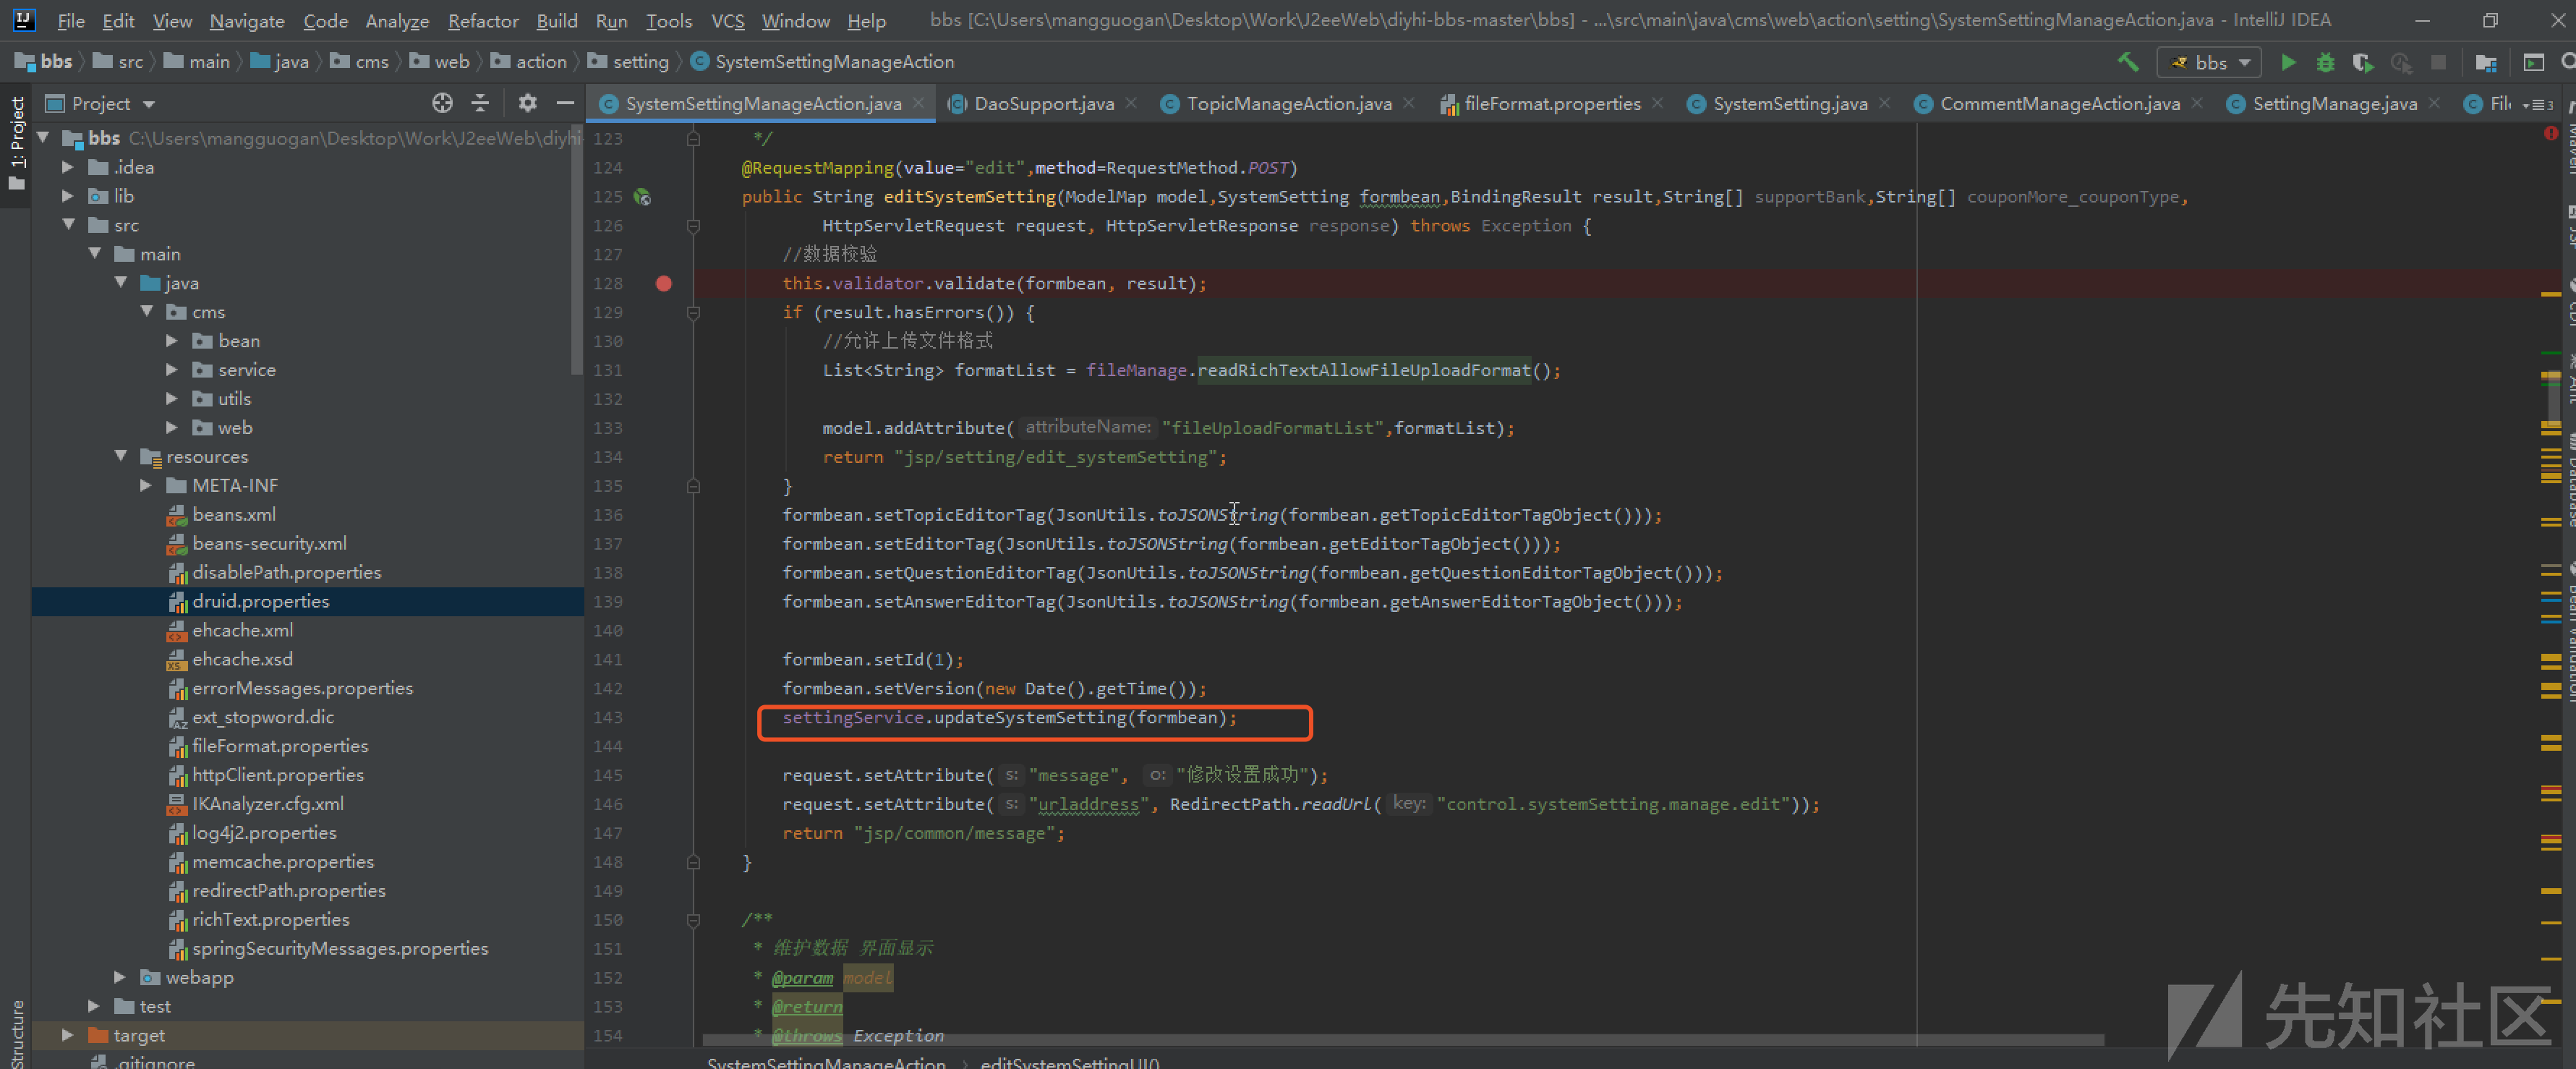 File Edit View Navigate Code Analyze Refactor Build Run Tools VCS Window Help bbs [C:\Users\mangguogan\Desktop\Work\J2eeWeb\diyhi-bbs-master\bbs] - ...\src\main\java\cms\web\action\setting\SystemSettingManageAction.java - IntelliJ IDEA
bbs src main java cms web action setting SystemSettingManageAction bbs
Project
SystemSettingManageAction.java DaoSupport.java TopicManageAction.java fileFormat.properties SystemSetting.java CommentManageAction.java SettingManage.java
1: Project
bbs C:\Users\mangguogan\Desktop\Work\J2eeWeb\diyhi
.idea
lib
src
main
java
cms
bean
service
utils
web
resources
META-INF
beans.xml
beans-security.xml
disablePath.properties
druid.properties
ehcache.xml
ehcache.xsd
errorMessages.properties
ext_stopword.dic
fileFormat.properties
httpClient.properties
IKAnalyzer.cfg.xml
log4j2.properties
memcache.properties
redirectPath.properties
richText.properties
springSecurityMessages.properties
webapp
test
target
.gitignore
Structure
123 */
124 @RequestMapping(value="edit",method=RequestMethod.POST)
125 public String editSystemSetting(ModelMap model,SystemSetting formbean,BindingResult result,String[] supportBank,String[] couponMore_couponType,
126 HttpServletRequest request, HttpServletResponse response) throws Exception {
127 //数据校验
128 this.validator.validate(formbean, result);
129 if (result.hasErrors()) {
130 //允许上传文件格式
131 List<String> formatList = fileManage.readRichTextAllowFileUploadFormat();
132
133 model.addAttribute( attributeName: "fileUploadFormatList",formatList);
134 return "jsp/setting/edit_systemSetting";
135 }
136 formbean.setTopicEditorTag(JsonUtils.toJSONString(formbean.getTopicEditorTagObject()));
137 formbean.setEditorTag(JsonUtils.toJSONString(formbean.getEditorTagObject()));
138 formbean.setQuestionEditorTag(JsonUtils.toJSONString(formbean.getQuestionEditorTagObject()));
139 formbean.setAnswerEditorTag(JsonUtils.toJSONString(formbean.getAnswerEditorTagObject()));
140
141 formbean.setId(1);
142 formbean.setVersion(new Date().getTime());
143 settingService.updateSystemSetting(formbean);
144
145 request.setAttribute( s: "message", o: "修改设置成功");
146 request.setAttribute( s: "urladdress", RedirectPath.readUrl( key: "control.systemSetting.manage.edit"));
147 return "jsp/common/message";
148 }
149
150 /**
151 * 维护数据 界面显示
152 * @param model
153 * @return
154 * @throws Exception
SystemSettingManageAction › editSystemSettingUI()
Maven
Ant
Database
Bean Validation
先知社区